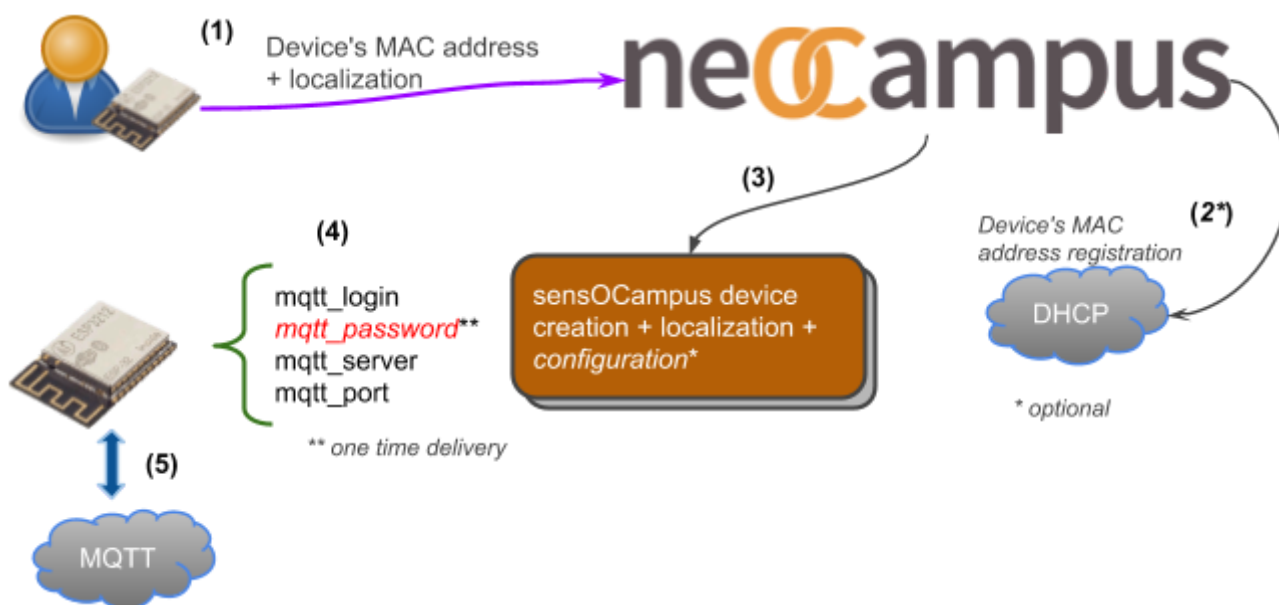 (1)
Device's MAC address
+ localization
neOCampus
(3)
(2*)
Device's MAC
address registration
DHCP
* optional
(4)
mqtt_login
mqtt_password**
mqtt_server
mqtt_port
** one time delivery
sensOCampus device
creation + localization +
configuration*
ESP3212
(5)
MQTT